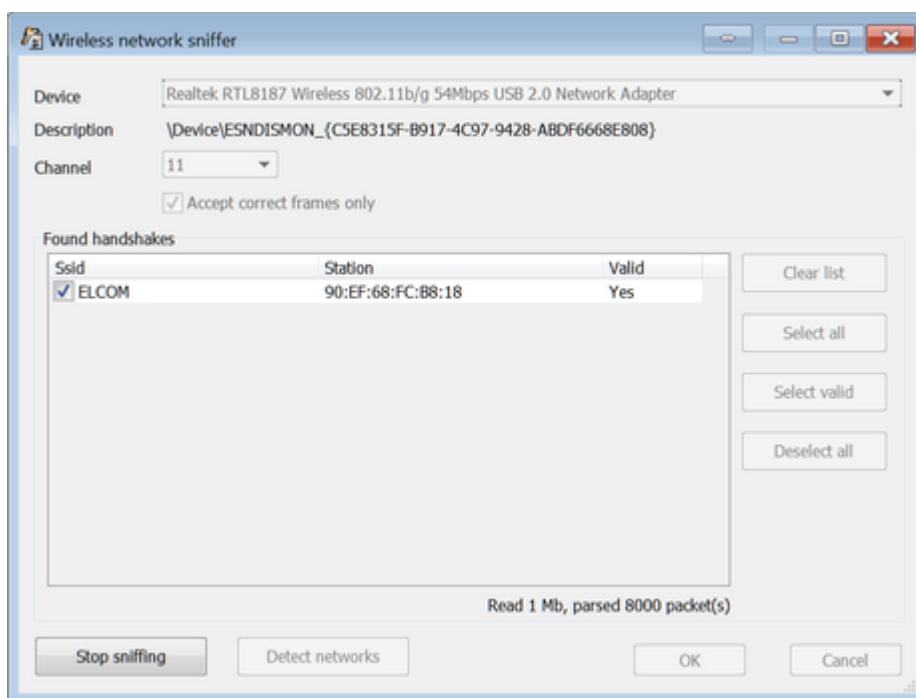 Wireless network sniffer
Device
Realtek RTL8187 Wireless 802.11b/g 54Mbps USB 2.0 Network Adapter
Description
\Device\ESNDISMON_{C5E8315F-B917-4C97-9428-ABDF6668E808}
Channel
11
Accept correct frames only
Found handshakes
Ssid Station Valid
ELCOM 90:EF:68:FC:B8:18 Yes
Clear list
Select all
Select valid
Deselect all
Read 1 Mb, parsed 8000 packet(s)
Stop sniffing Detect networks OK Cancel